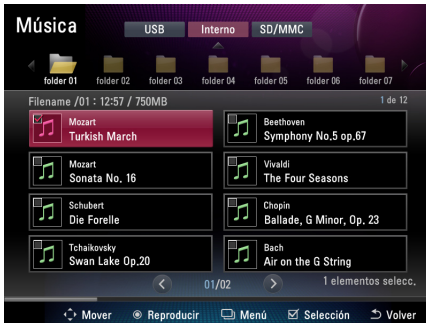 Música
USB Interno SD/MMC
folder 01 folder 02 folder 03 folder 04 folder 05 folder 06 folder 07
Filename /01 : 12:57 / 750MB 1 de 12
Mozart
Turkish March
Beethoven
Symphony No.5 op.67
Mozart
Sonata No. 16
Vivaldi
The Four Seasons
Schubert
Die Forelle
Chopin
Ballade, G Minor, Op. 23
Tchaikovsky
Swan Lake Op.20
Bach
Air on the G String
01/02
1 elementos selecc.
Mover Reproducir Menú Selección Volver